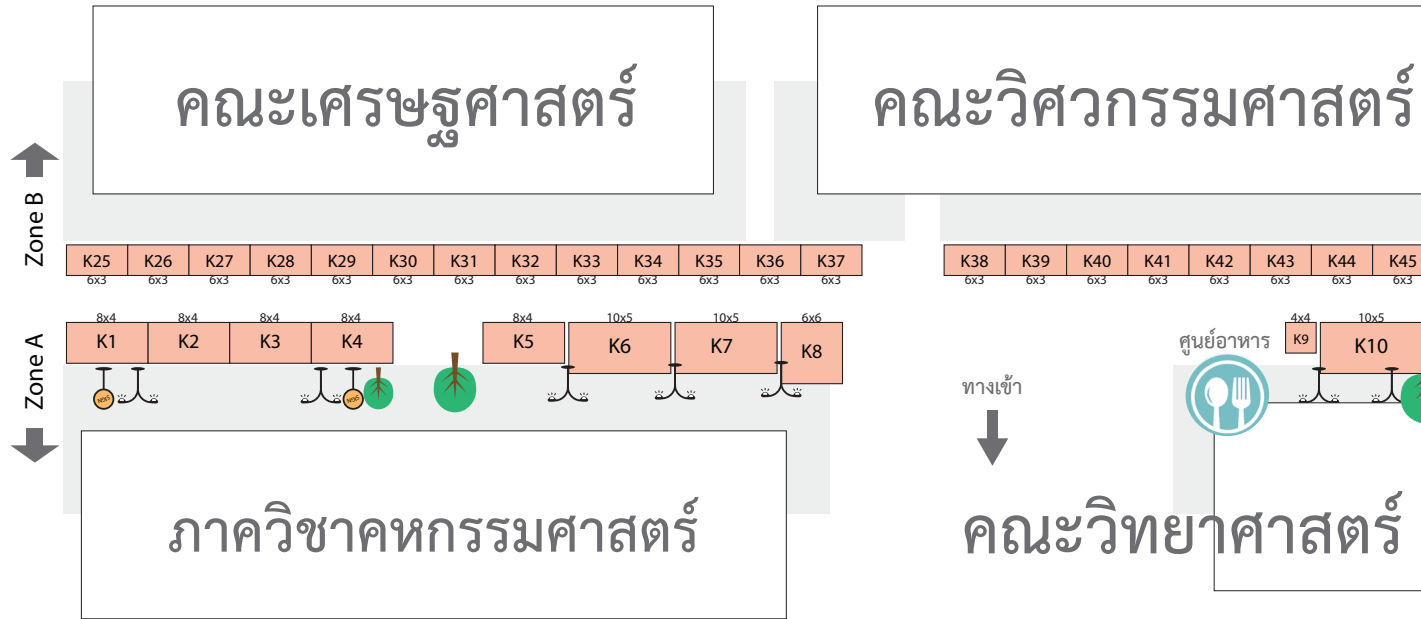 คณะเศรษฐศาสตร์
คณะวิศวกรรมศาสตร์
Zone B
K25 K26 K27 K28 K29 K30 K31 K32 K33 K34 K35 K36 K37 K38 K39 K40 K41 K42 K43 K44 K45
6x3 6x3 6x3 6x3 6x3 6x3 6x3 6x3 6x3 6x3 6x3 6x3 6x3 6x3 6x3 6x3 6x3 6x3 6x3 6x3 6x3
Zone A
8x4 8x4 8x4 8x4 8x4 10x5 10x5 6x6 4x4 10x5
K1 K2 K3 K4 K5 K6 K7 K8 K9 K10
SIGN SIGN
ศูนย์อาหาร
ทางเข้า
ภาควิชาคหกรรมศาสตร์
คณะวิทยาศาสตร์